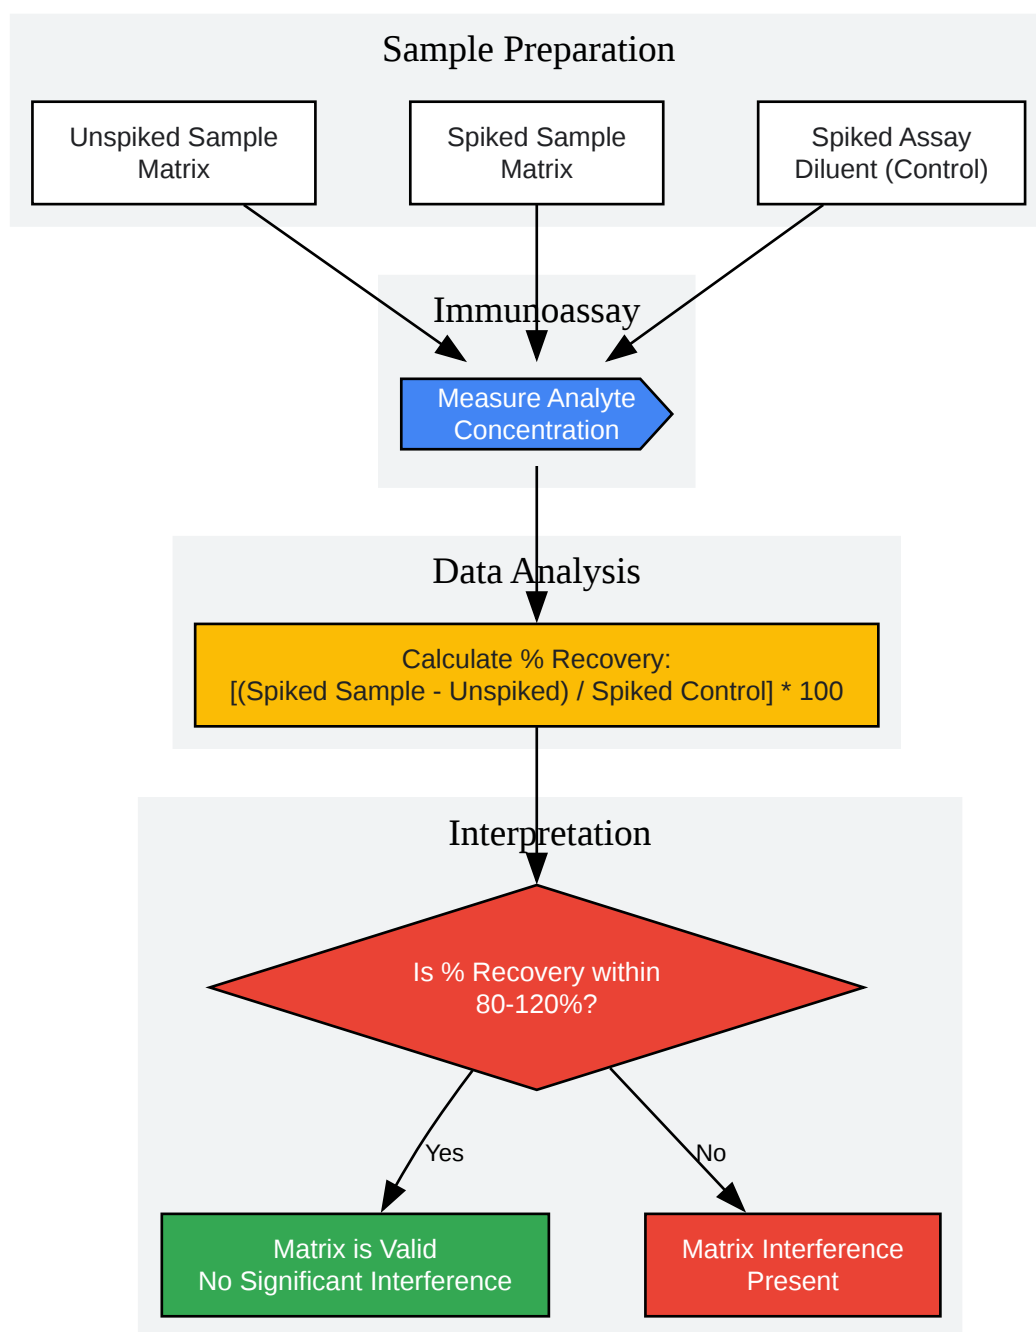 Sample Preparation
Unspiked Sample
Matrix
Spiked Sample
Matrix
Spiked Assay
Diluent (Control)
Immunoassay
Measure Analyte
Concentration
Data Analysis
Calculate % Recovery:
[(Spiked Sample - Unspiked) / Spiked Control] * 100
Interpretation
Is % Recovery within
80-120%?
Yes
No
Matrix is Valid
No Significant Interference
Matrix Interference
Present